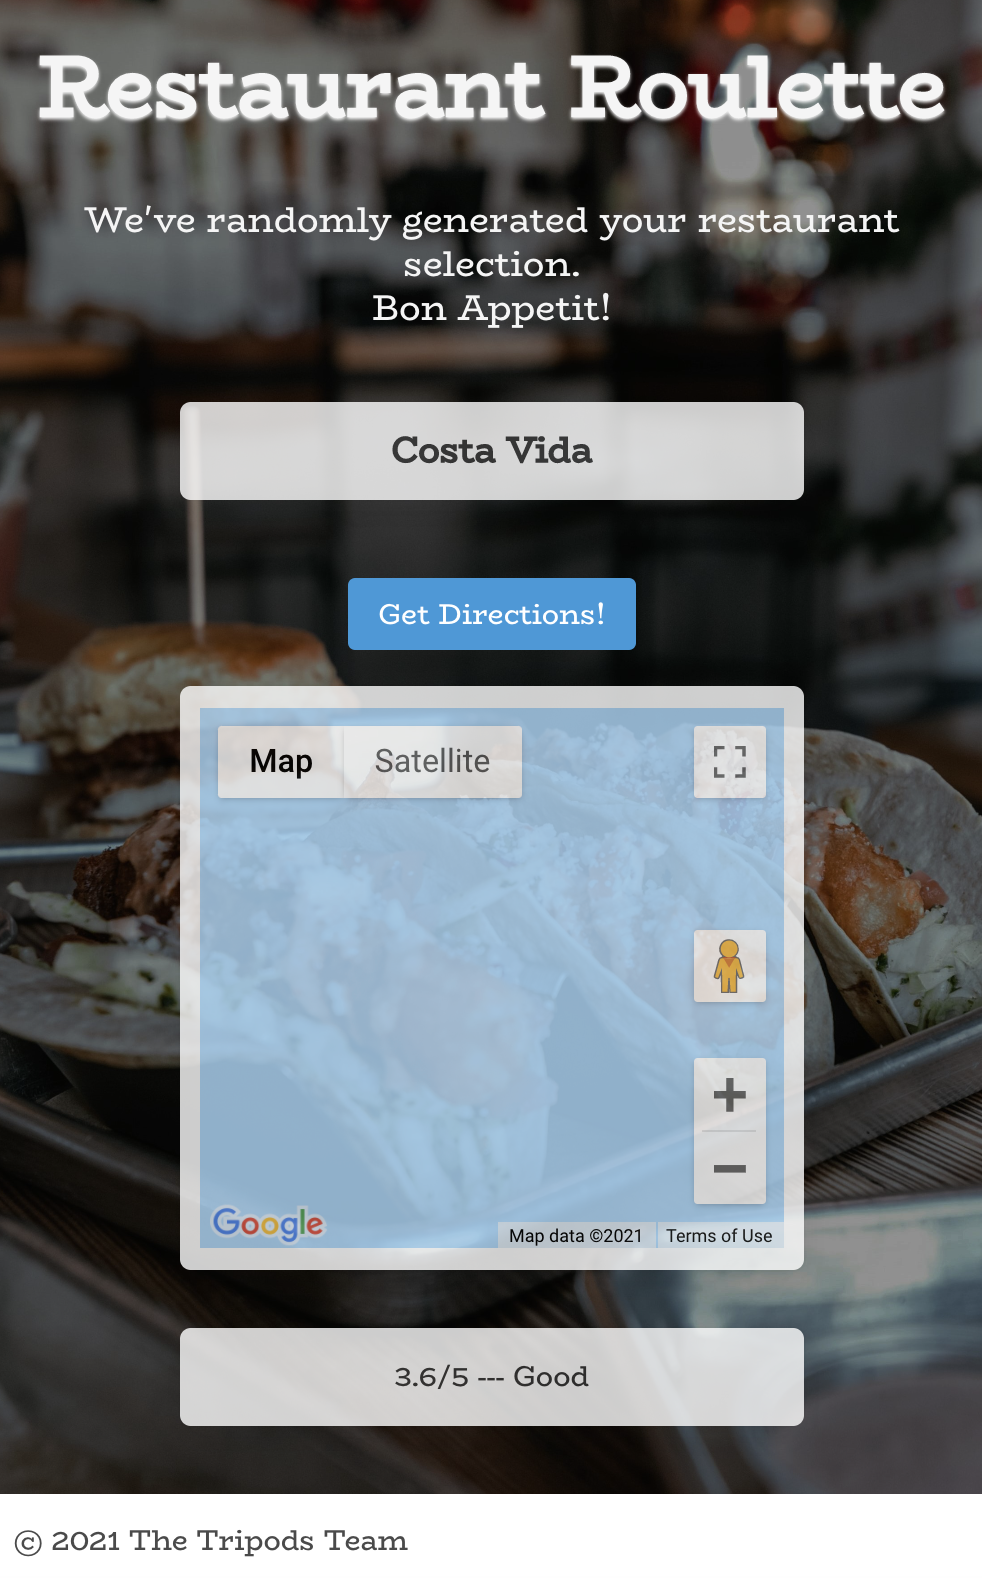 Restaurant Roulette
We've randomly generated your restaurant
selection.
Bon Appetit!
Costa Vida
Get Directions!
Map Satellite
Google
Map data ©2021 Terms of Use
3.6/5 --- Good
© 2021 The Tripods Team